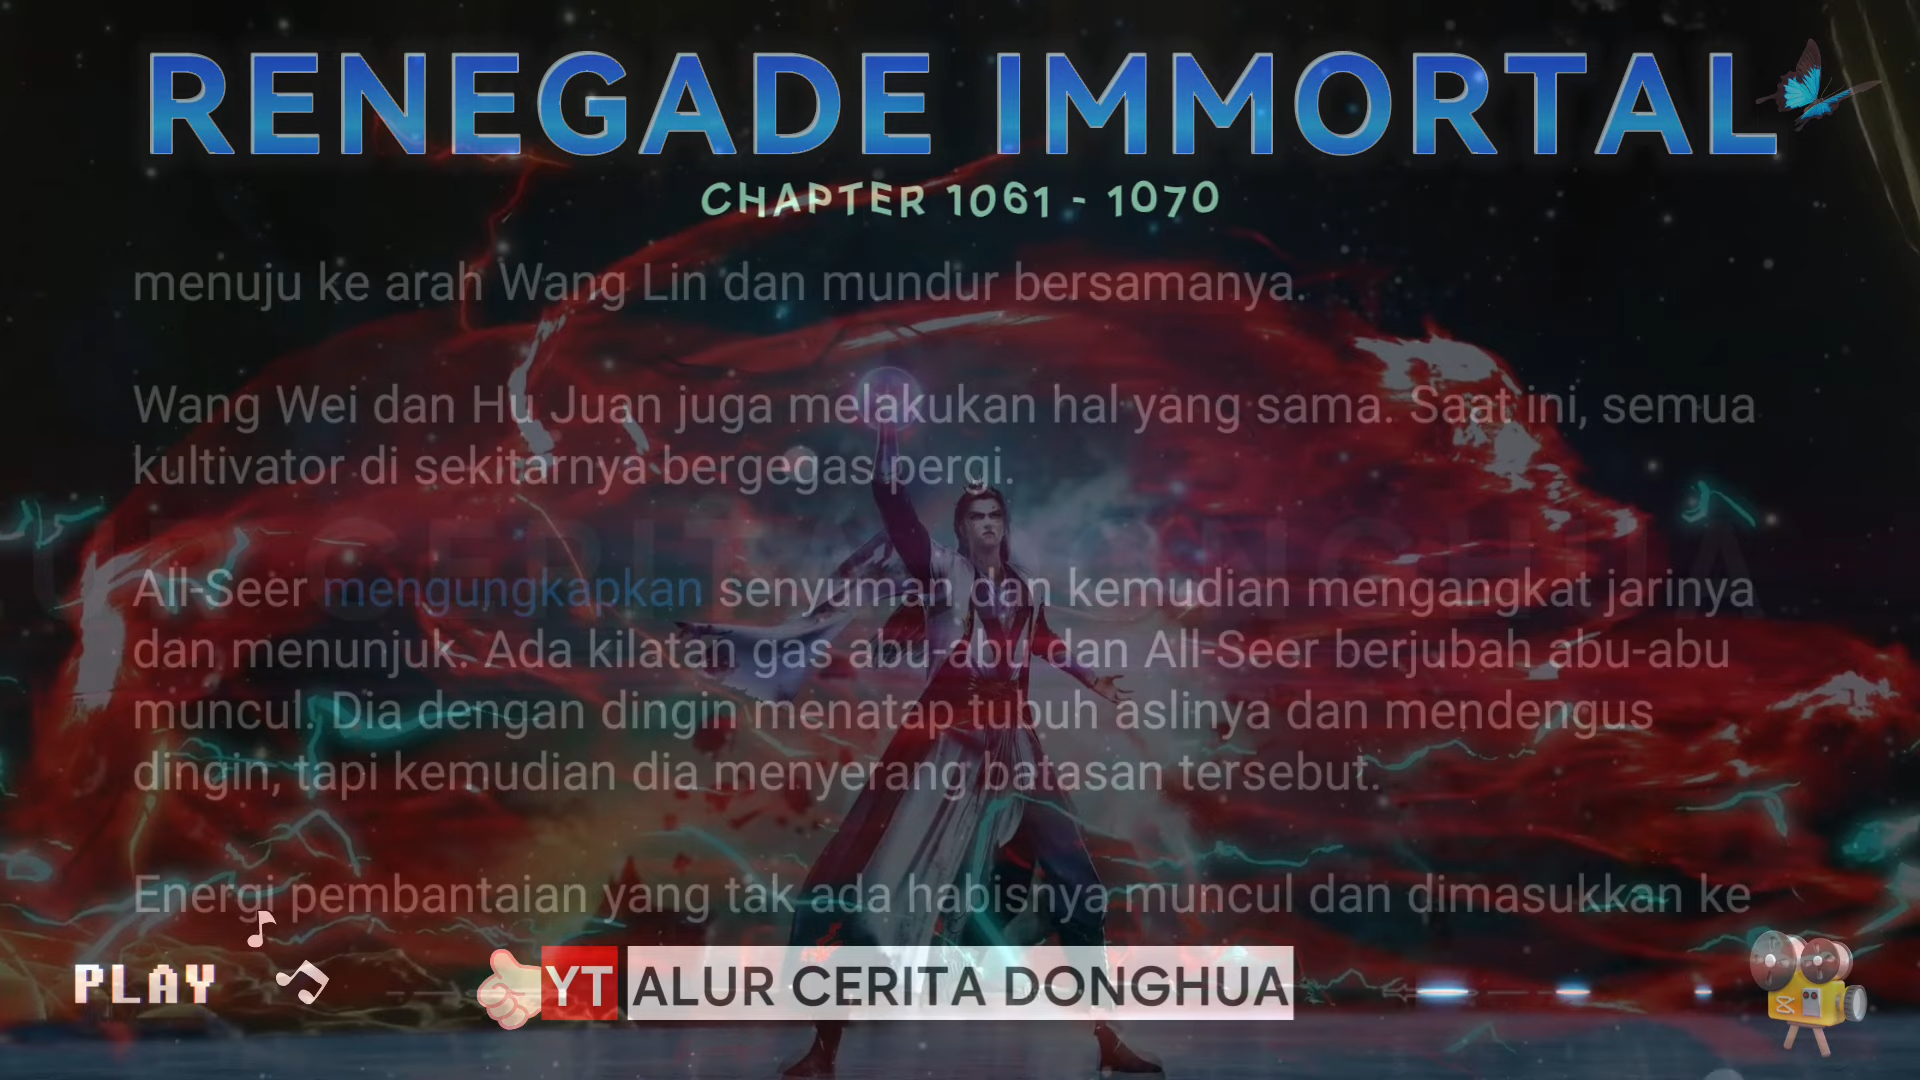 RENEGADE IMMORTAL
CHAPTER 1061 - 1070
menuju ke arah Wang Lin dan mundur bersamanya.
Wang Wei dan Hu Juan juga melakukan hal yang sama. Saat ini, semua
kultivator di sekitarnya bergegas pergi.
All-Seer mengungkapkan senyuman dan kemudian mengangkat jarinya
dan menunjuk. Ada kilatan gas abu-abu dan All-Seer berjubah abu-abu
muncul. Dia dengan dingin menatap tubuh aslinya dan mendengus
dingin, tapi kemudian dia menyerang batasan tersebut.
Energi pembantaian yang tak ada habisnya muncul dan dimasukkan ke
PLAY
YT ALUR CERITA DONGHUA